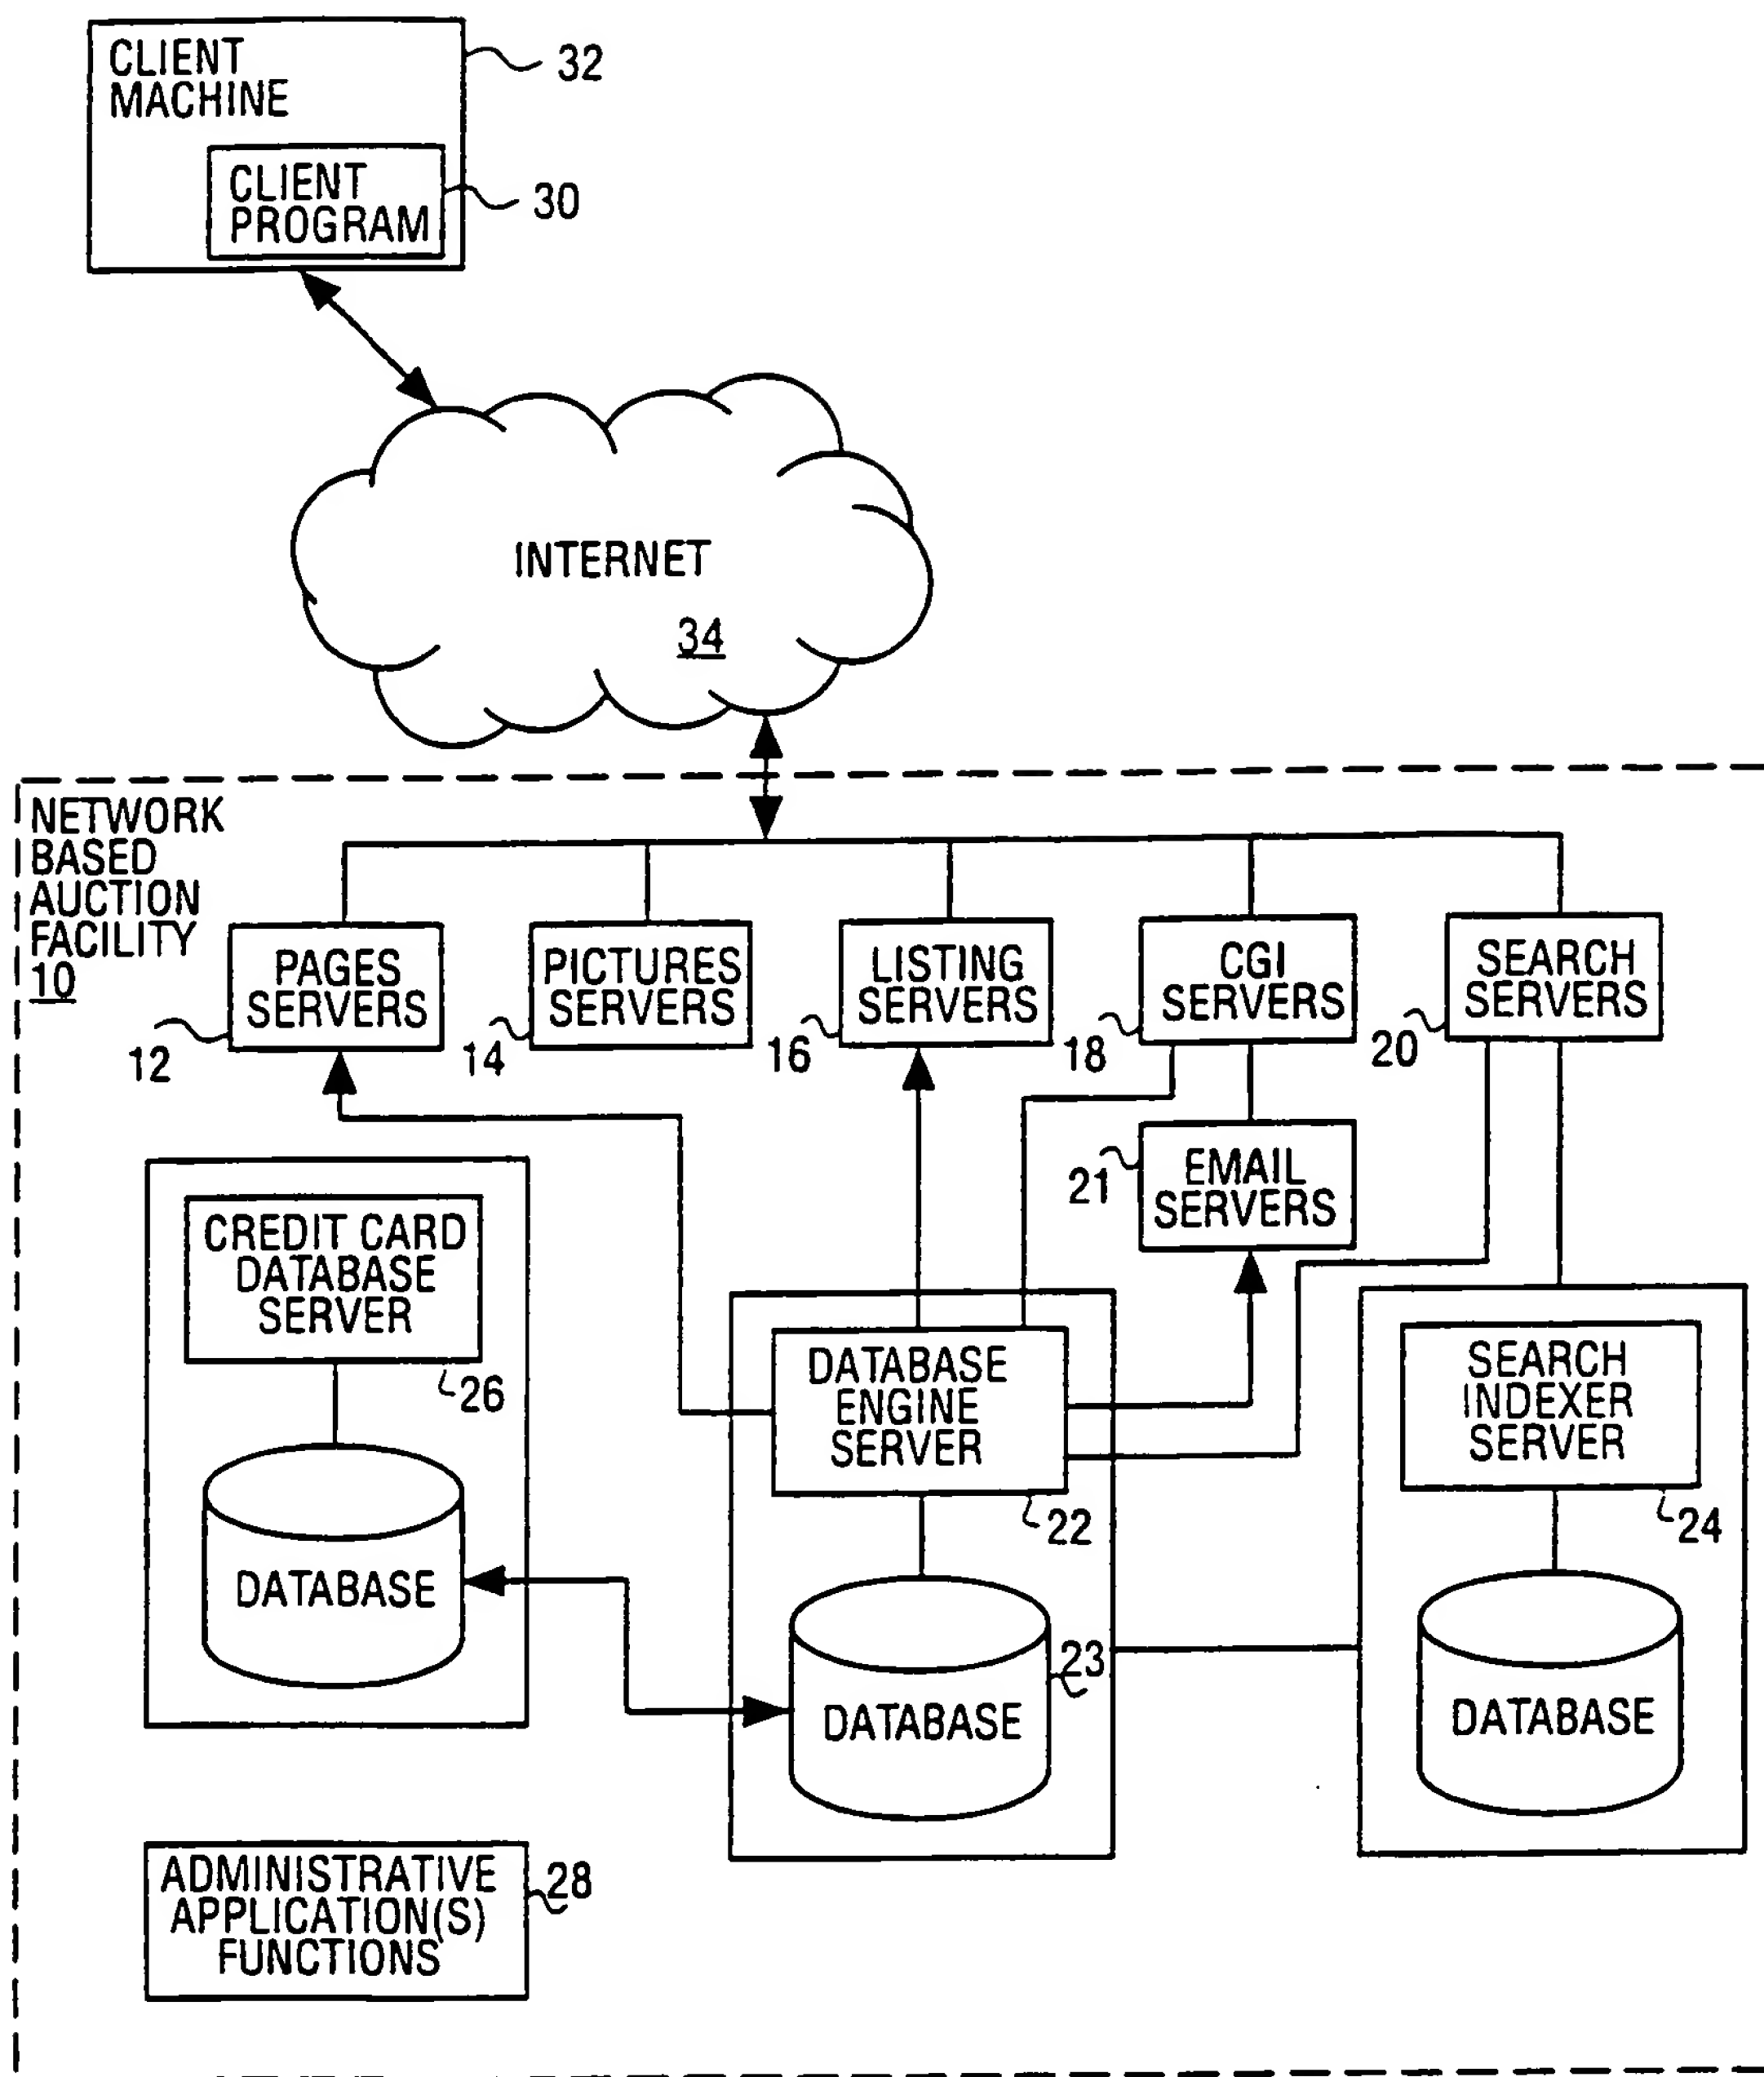 CLIENT
MACHINE
32
CLIENT
PROGRAM
30
INTERNET
34
NETWORK
BASED
AUCTION
FACILITY
10
PAGES
SERVERS
12
PICTURES
SERVERS
14
LISTING
SERVERS
16
CGI
SERVERS
18
SEARCH
SERVERS
20
EMAIL
SERVERS
21
CREDIT CARD
DATABASE
SERVER
26
DATABASE
DATABASE
ENGINE
SERVER
22
DATABASE
23
SEARCH
INDEXER
SERVER
24
DATABASE
ADMINISTRATIVE
APPLICATION(S)
FUNCTIONS
28